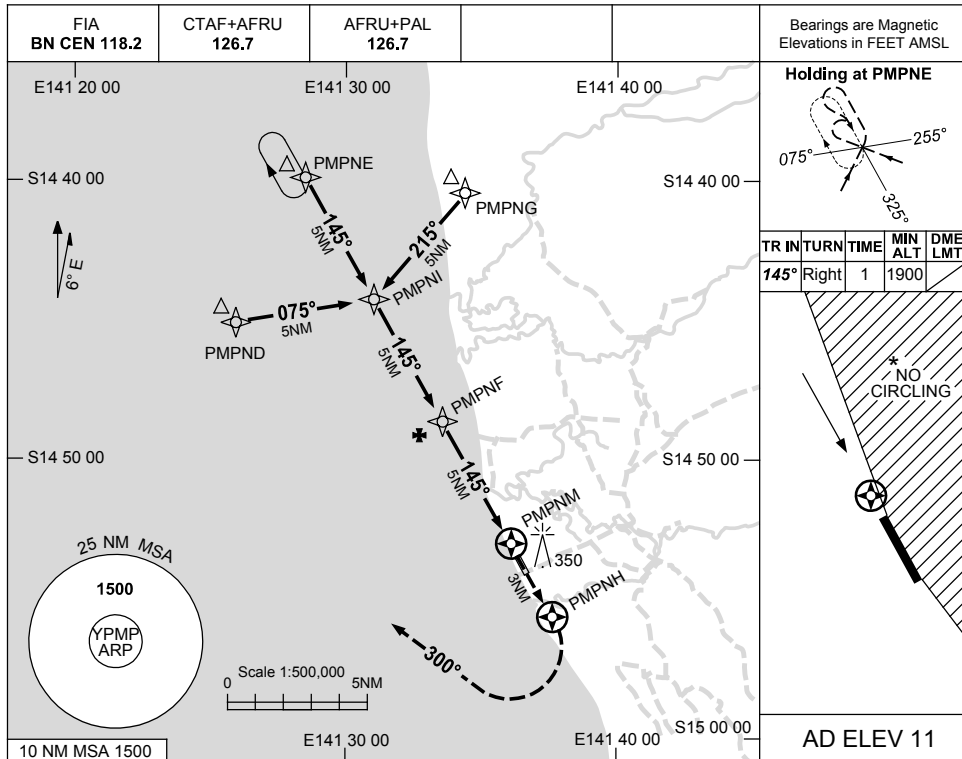 FIA
BN CEN 118.2
CTAF+AFRU
126.7
AFRU+PAL
126.7
Bearings are Magnetic
Elevations in FEET AMSL
E141 20 00
E141 30 00
E141 40 00
Holding at PMPNE
255°
075°
325°
TR IN
TURN
TIME
MIN
ALT
DME
LMT
145°
Right
1
1900
S14 40 00
S14 40 00
PMPNE
PMPNG
145°
5NM
215°
5NM
6° E
PMPNI
075°
5NM
PMPND
145°
5NM
PMPNF
* NO
CIRCLING
S14 50 00
S14 50 00
145°
5NM
PMPNM
350
3NM
PMPNH
25 NM MSA
1500
YPMP
ARP
300°
Scale 1:500,000
0
5NM
S15 00 00
10 NM MSA 1500
E141 30 00
E141 40 00
AD ELEV 11